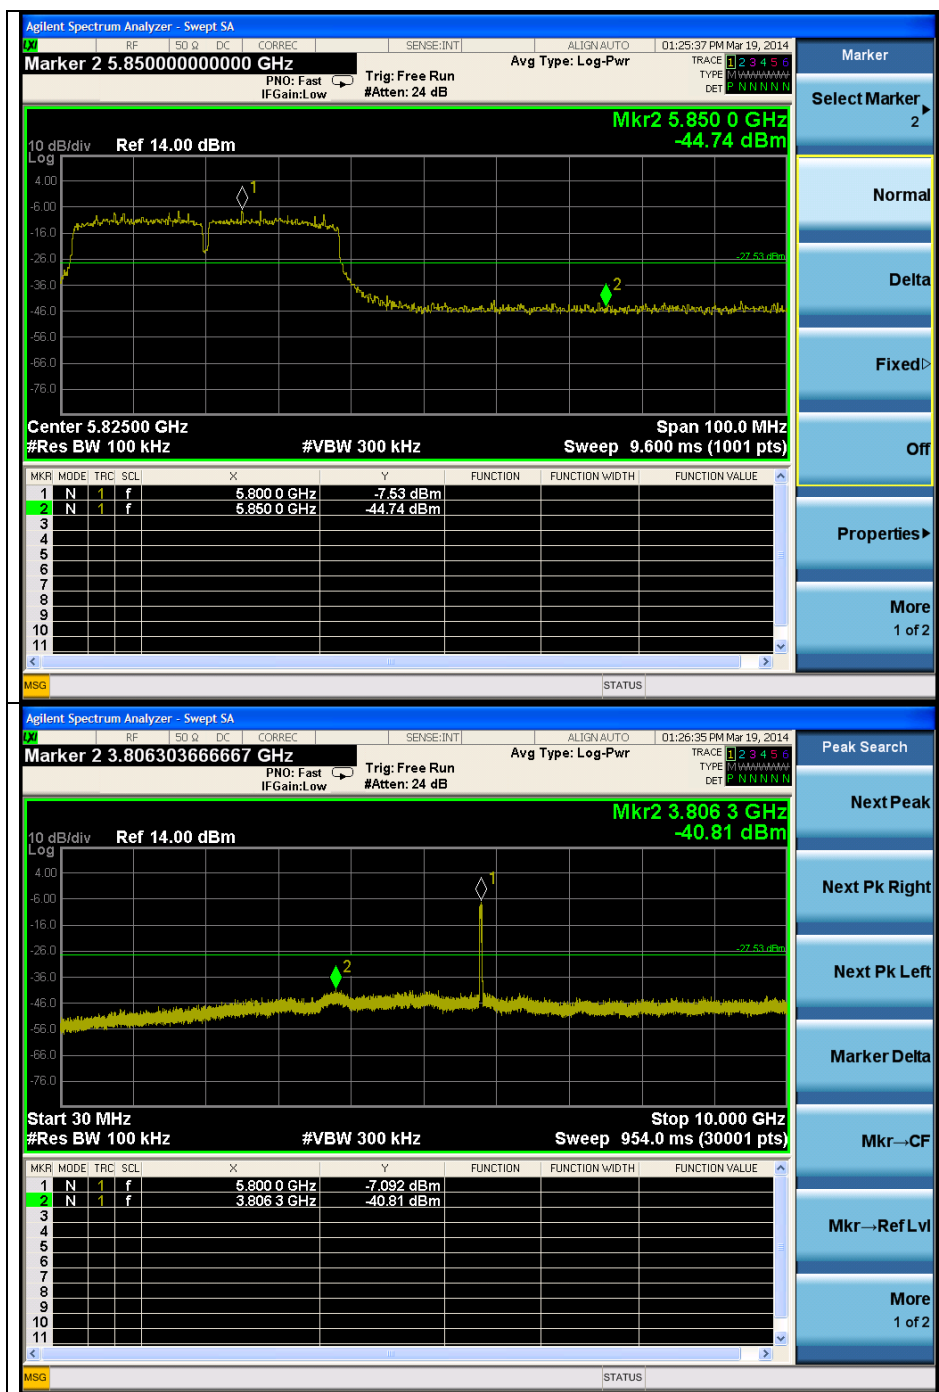 Agilent Spectrum Analyzer - Swept SA
LXI RF 50 Ω DC CORREC SENSE:INT ALIGN AUTO 01:25:37 PM Mar 19, 2014
Marker 2 5.850000000000 GHz
PNO: Fast
IFGain:Low
Trig: Free Run
#Atten: 24 dB
Avg Type: Log-Pwr
TRACE 1 2 3 4 5 6
TYPE MWWWWW
DET P N N N N N
Mkr2 5.850 0 GHz
-44.74 dBm
10 dB/div Ref 14.00 dBm
Log
4.00
-6.00
-16.0
-26.0
-36.0
-46.0
-56.0
-66.0
-76.0
1
2
-27.53 dBm
Center 5.82500 GHz Span 100.0 MHz
#Res BW 100 kHz #VBW 300 kHz Sweep 9.600 ms (1001 pts)
MKR MODE TRC SCL X Y FUNCTION FUNCTION WIDTH FUNCTION VALUE
1 N 1 f 5.800 0 GHz -7.53 dBm
2 N 1 f 5.850 0 GHz -44.74 dBm
3
4
5
6
7
8
9
10
11
MSG STATUS
Marker
Select Marker
2
Normal
Delta
Fixed
Off
Properties
More
1 of 2
Agilent Spectrum Analyzer - Swept SA
LXI RF 50 Ω DC CORREC SENSE:INT ALIGN AUTO 01:26:35 PM Mar 19, 2014
Marker 2 3.806303666667 GHz
PNO: Fast
IFGain:Low
Trig: Free Run
#Atten: 24 dB
Avg Type: Log-Pwr
TRACE 1 2 3 4 5 6
TYPE MWWWWW
DET P N N N N N
Mkr2 3.806 3 GHz
-40.81 dBm
10 dB/div Ref 14.00 dBm
Log
4.00
-6.00
-16.0
-26.0
-36.0
-46.0
-56.0
-66.0
-76.0
1
2
-27.53 dBm
Start 30 MHz Stop 10.000 GHz
#Res BW 100 kHz #VBW 300 kHz Sweep 954.0 ms (30001 pts)
MKR MODE TRC SCL X Y FUNCTION FUNCTION WIDTH FUNCTION VALUE
1 N 1 f 5.800 0 GHz -7.092 dBm
2 N 1 f 3.806 3 GHz -40.81 dBm
3
4
5
6
7
8
9
10
11
MSG STATUS
Peak Search
Next Peak
Next Pk Right
Next Pk Left
Marker Delta
Mkr→CF
Mkr→Ref Lvl
More
1 of 2